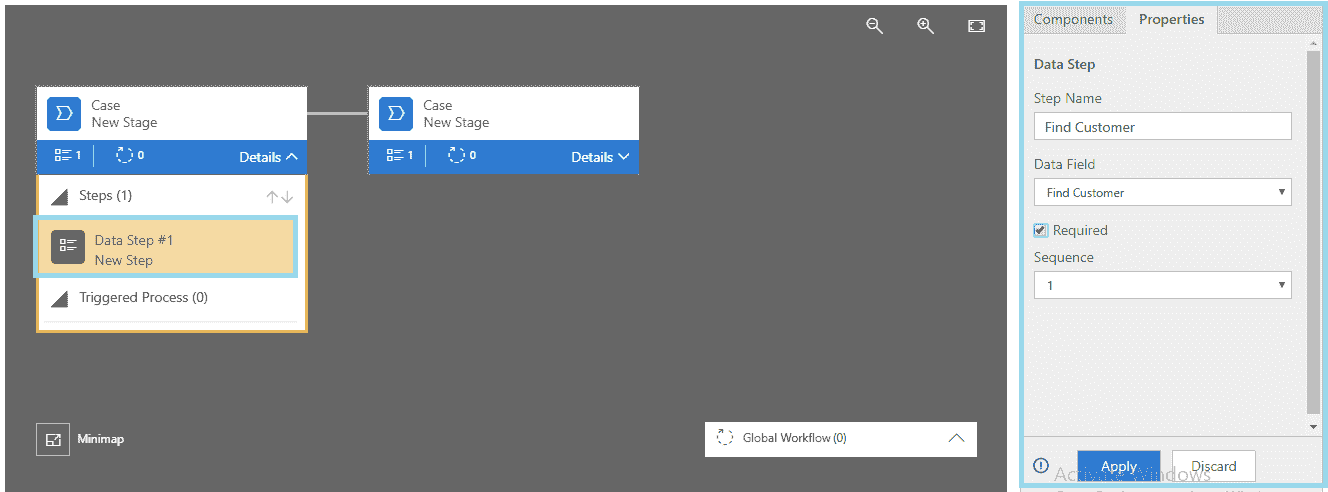 Case
New Stage
1 0 Details
Case
New Stage
1 0 Details
Steps (1)
Data Step #1
New Step
Triggered Process (0)
Minimap
Global Workflow (0)
Components Properties
Data Step
Step Name
Find Customer
Data Field
Find Customer
Required
Sequence
1
Apply Discard
Activate Windows